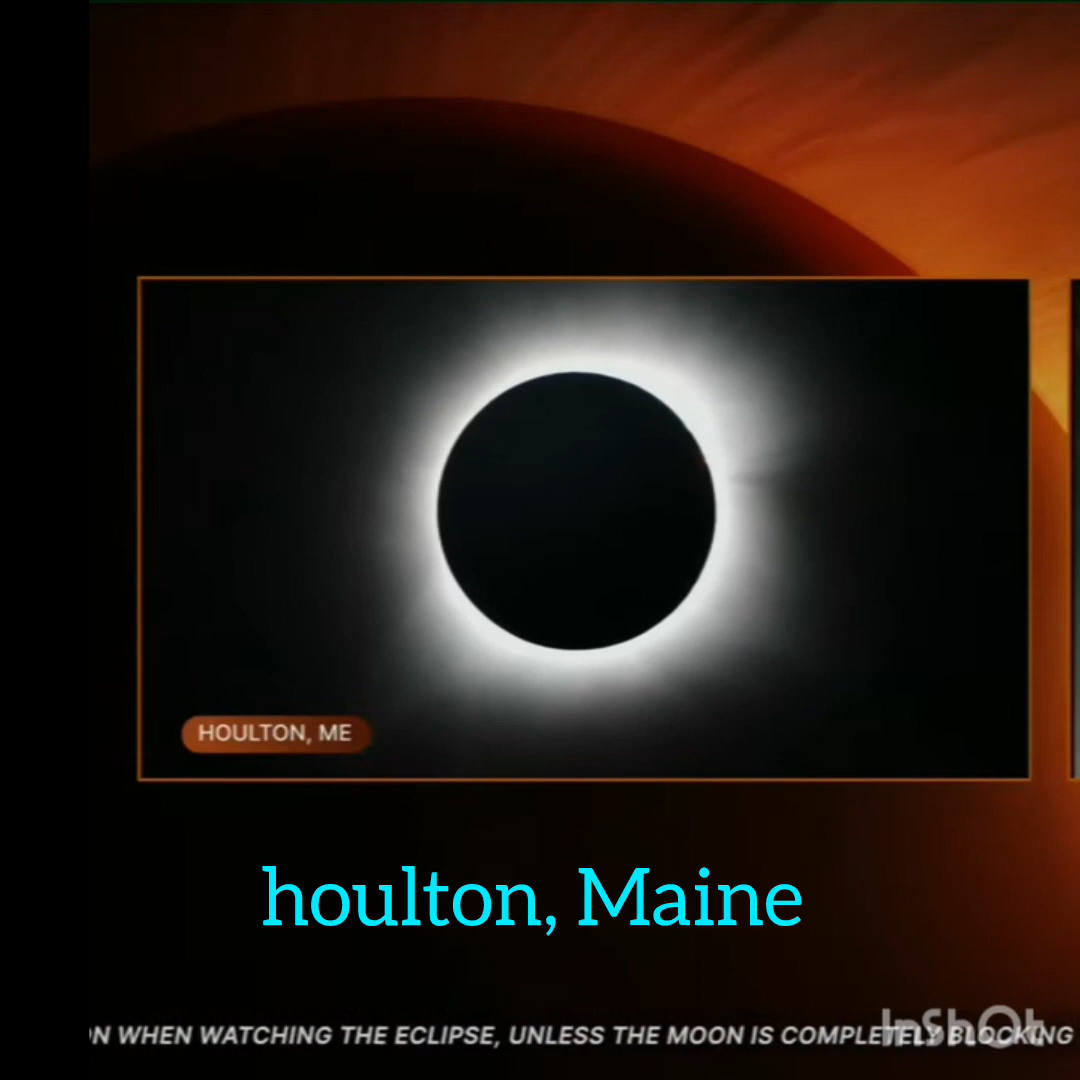 HOULTON, ME
houlton, Maine
WHEN WATCHING THE ECLIPSE, UNLESS THE MOON IS COMPLETELY BLOCKING
InShOt